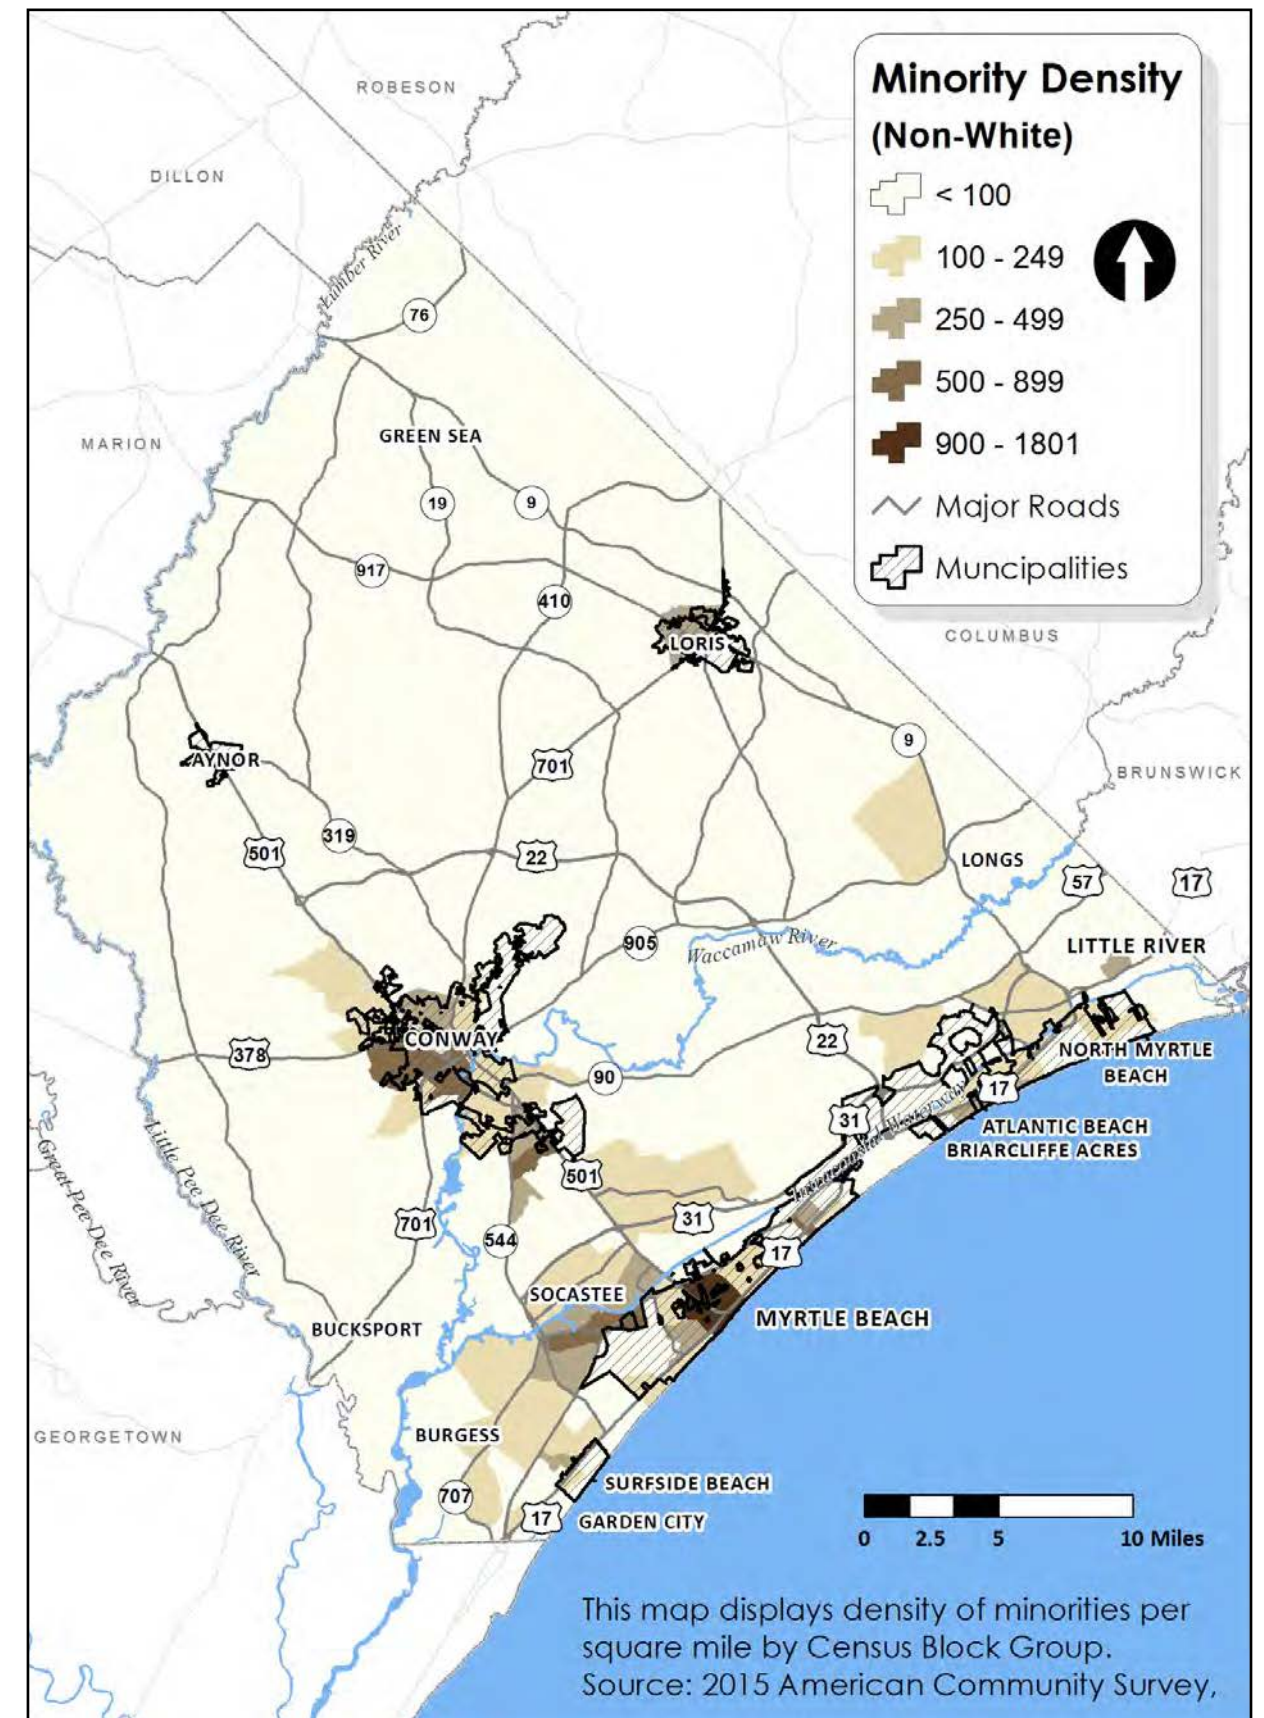 Minority Density
(Non-White)
< 100
100 - 249
250 - 499
500 - 899
900 - 1801
Major Roads
Muncipalities
ROBESON
DILLON
Lumber River
76
MARION
GREEN SEA
19
9
917
410
LORIS
COLUMBUS
9
AYNOR
701
BRUNSWICK
319
501
22
LONGS
57
17
905
Waccamaw River
LITTLE RIVER
CONWAY
378
22
NORTH MYRTLE
BEACH
90
17
31
ATLANTIC BEACH
BRIARCLIFFE ACRES
Intracoastal Waterway
Great Pee Dee River
Little Pee Dee River
501
701
31
544
17
SOCASTEE
MYRTLE BEACH
BUCKSPORT
GEORGETOWN
BURGESS
SURFSIDE BEACH
707
17
GARDEN CITY
0 2.5 5 10 Miles
This map displays density of minorities per
square mile by Census Block Group.
Source: 2015 American Community Survey,